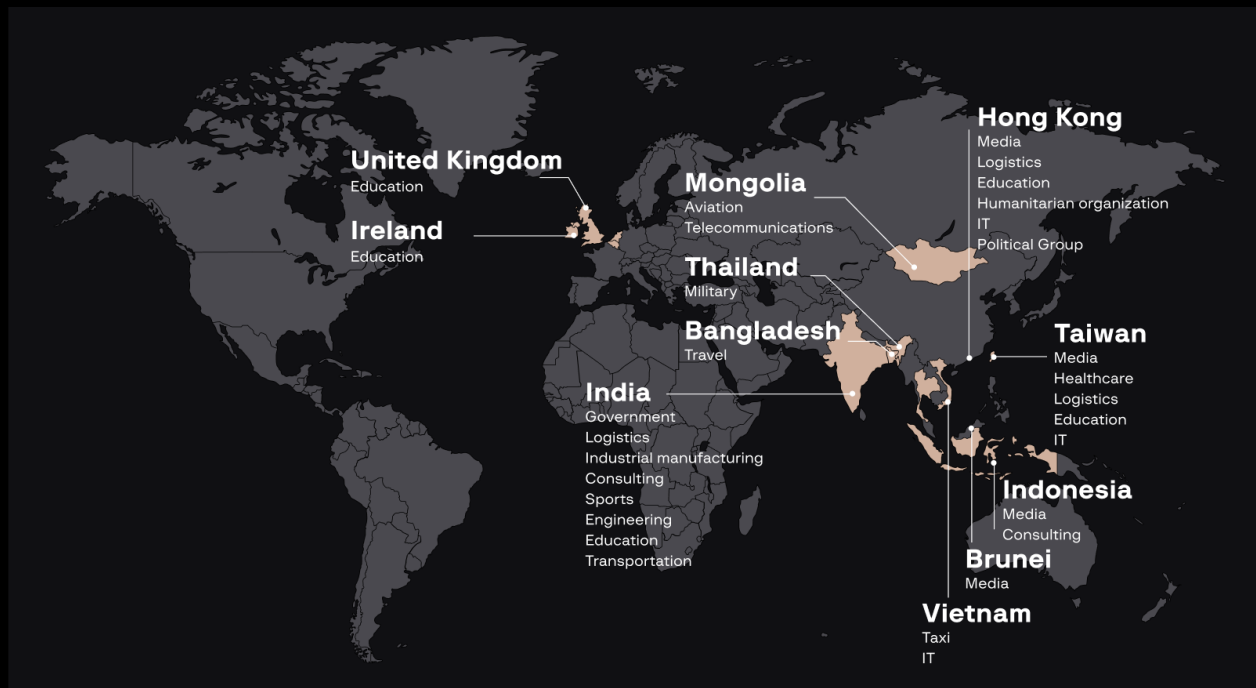 United Kingdom
Education
Ireland
Education
Mongolia
Aviation
Telecommunications
Thailand
Military
Bangladesh
Travel
India
Government
Logistics
Industrial manufacturing
Consulting
Sports
Engineering
Education
Transportation
Hong Kong
Media
Logistics
Education
Humanitarian organization
IT
Political Group
Taiwan
Media
Healthcare
Logistics
Education
IT
Indonesia
Media
Consulting
Brunei
Media
Vietnam
Taxi
IT